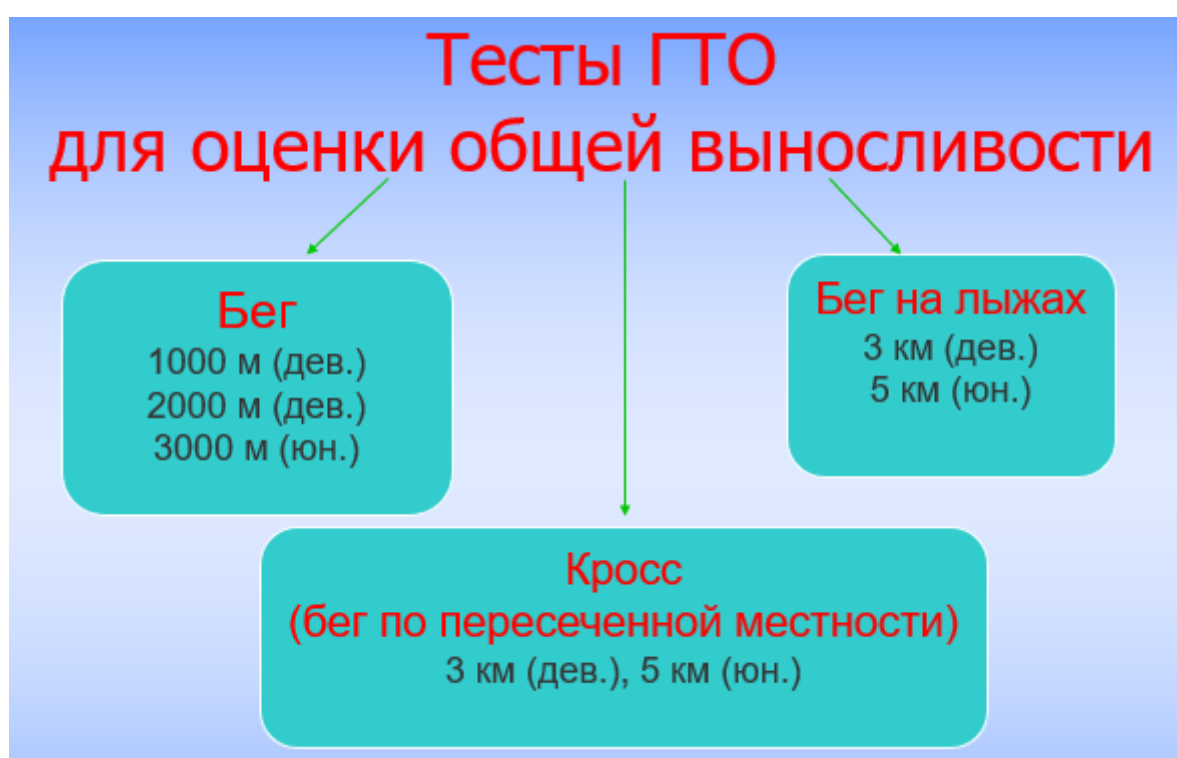 Тесты ГТО
для оценки общей выносливости
Бег
1000 м (дев.)
2000 м (дев.)
3000 м (юн.)
Бег на лыжах
3 км (дев.)
5 км (юн.)
Кросс
(бег по пересеченной местности)
3 км (дев.), 5 км (юн.)